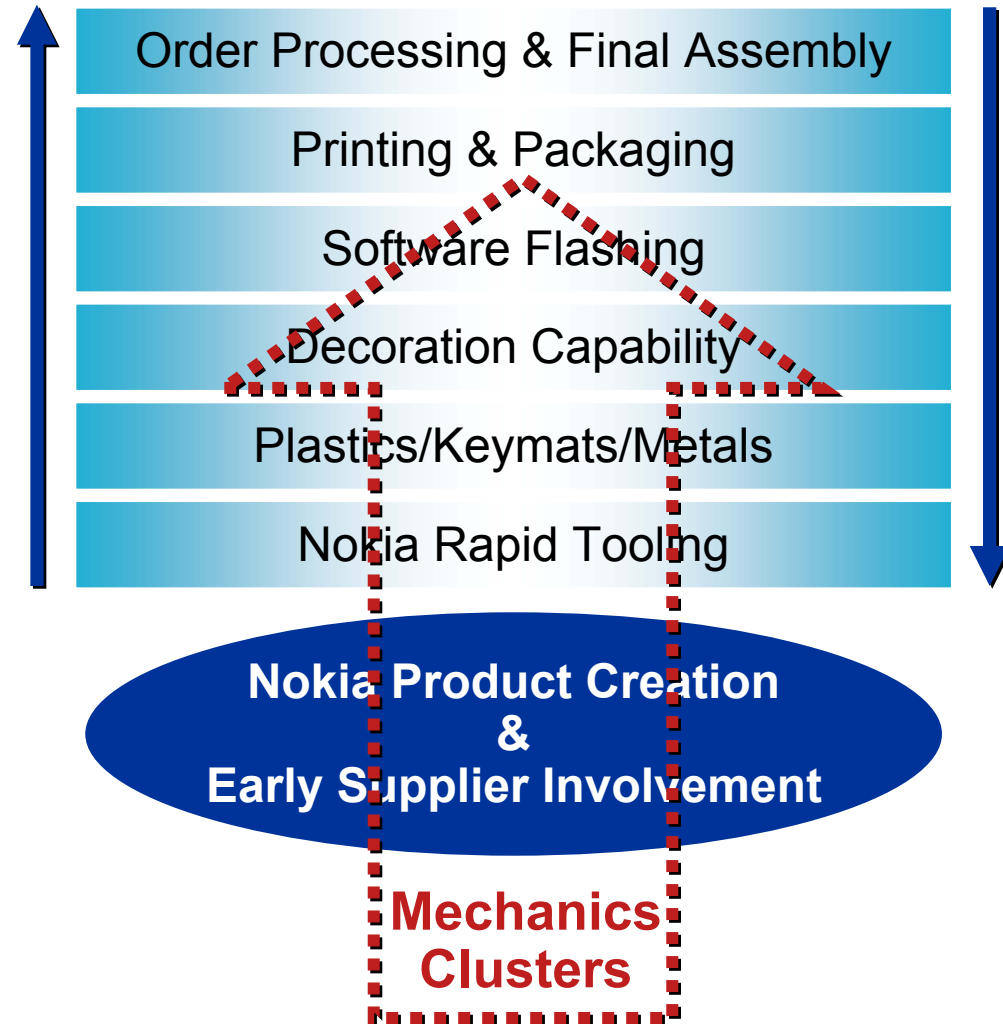 Order Processing & Final Assembly
Printing & Packaging
Software Flashing
Decoration Capability
Plastics/Keymats/Metals
Nokia Rapid Tooling
Nokia Product Creation
&
Early Supplier Involvement
Mechanics
Clusters